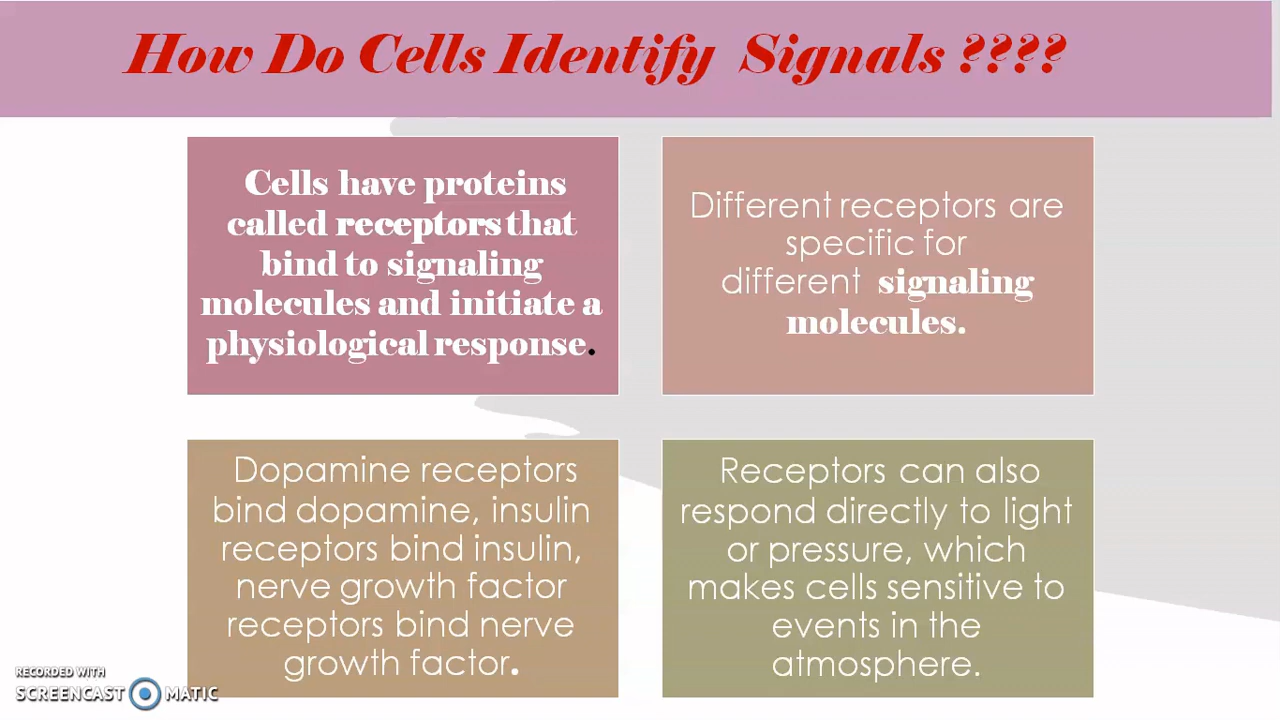 How Do Cells Identify Signals ????
Cells have proteins
called receptors that
bind to signaling
molecules and initiate a
physiological response.
Different receptors are
specific for
different signaling
molecules.
Dopamine receptors
bind dopamine, insulin
receptors bind insulin,
nerve growth factor
receptors bind nerve
growth factor.
Receptors can also
respond directly to light
or pressure, which
makes cells sensitive to
events in the
atmosphere.
RECORDED WITH
SCREENCAST MATIC